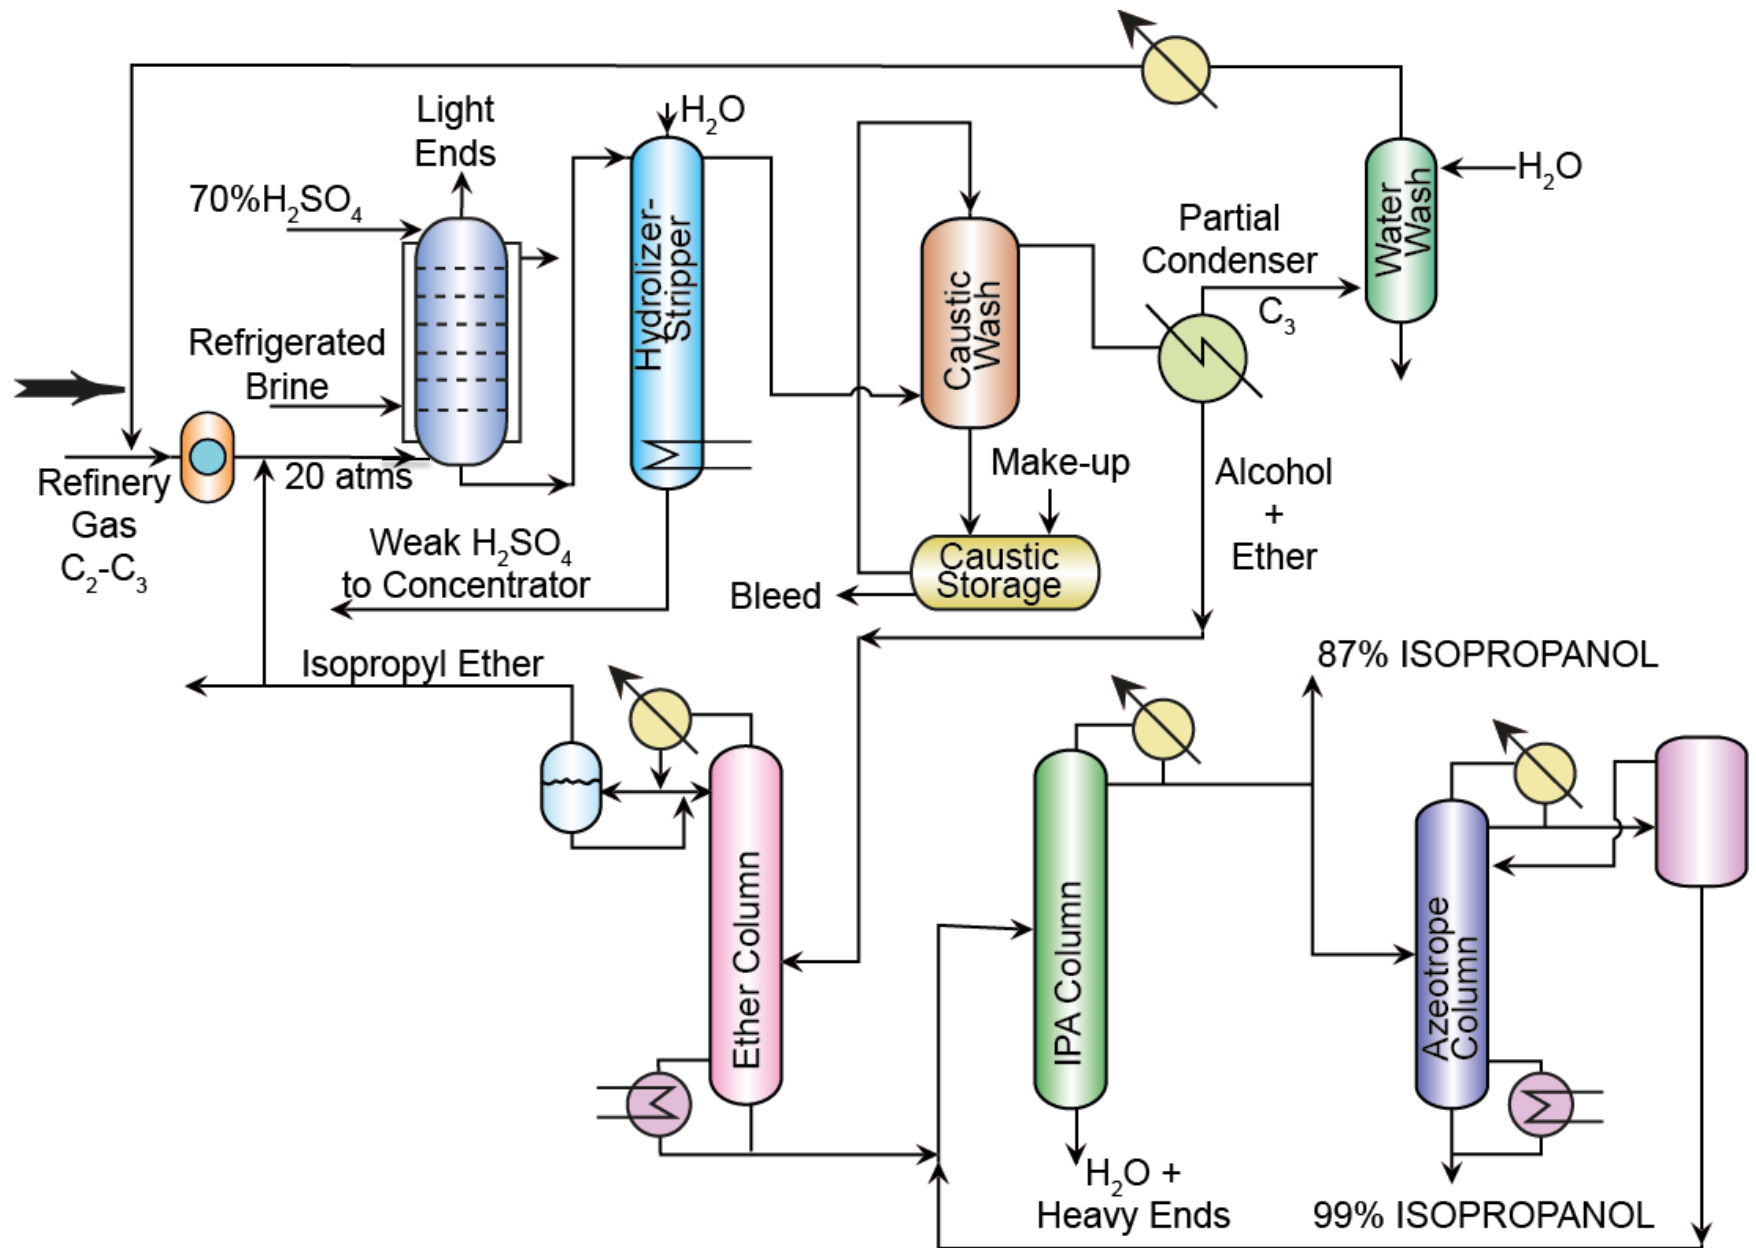 Light
Ends
H₂O
70%H₂SO₄
Hydrolizer-
Stripper
Water
Wash
H₂O
Partial
Condenser
C₃
Caustic
Wash
Refrigerated
Brine
20 atms
Refinery
Gas
C₂-C₃
Make-up
Alcohol
+
Ether
Weak H₂SO₄
to Concentrator
Caustic
Storage
Bleed
Isopropyl Ether
87% ISOPROPANOL
Ether Column
IPA Column
Azeotrope
Column
H₂O +
Heavy Ends
99% ISOPROPANOL